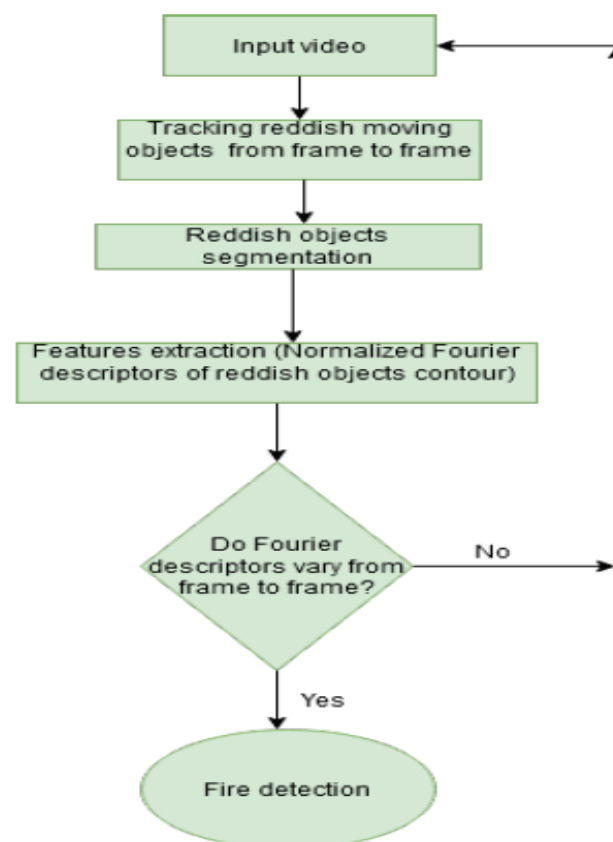 Input video
Tracking reddish moving
objects from frame to frame
Reddish objects
segmentation
Features extraction (Normalized Fourier
descriptors of reddish objects contour)
Do Fourier
descriptors vary from
frame to frame?
No
Yes
Fire detection